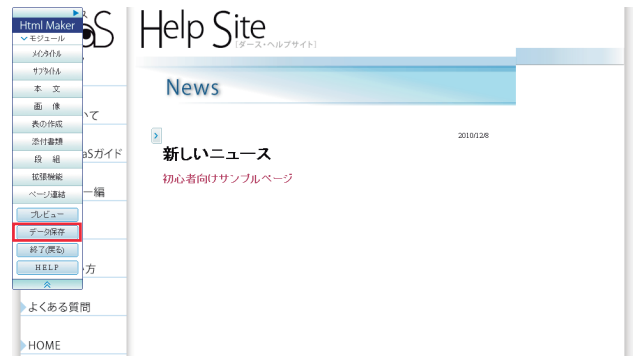 Html Maker
モジュール
メインタイトル
サブタイトル
本 文
画 像
表の作成
添付書類
段 組
拡張機能
ページ連結
プレビュー
データ保存
終了(戻る)
HELP
aS
いて
aSガイド
ー編
い方
よくある質問
HOME
Help Site
(ダース・ヘルプサイト)
News
2010/12/8
新しいニュース
初心者向けサンプルページ